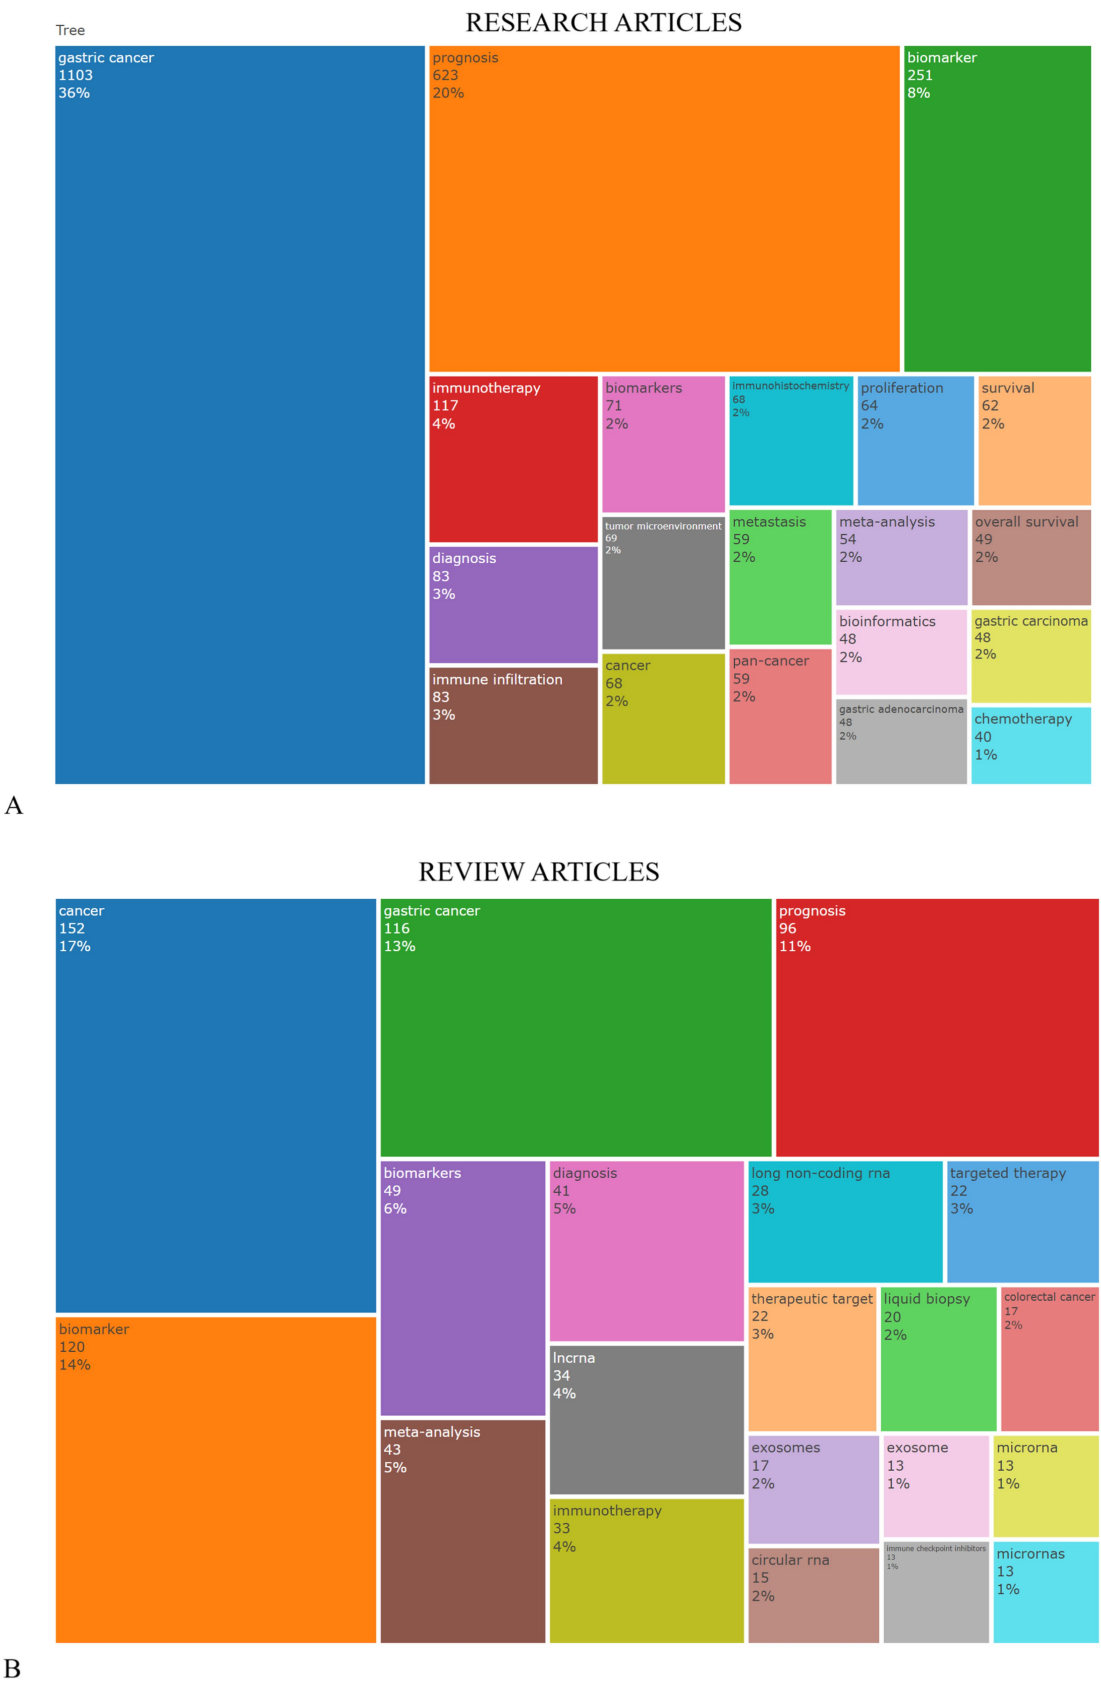 RESEARCH ARTICLES
Tree
gastric cancer
1103
36%
prognosis
623
20%
biomarker
251
8%
immunotherapy
117
4%
diagnosis
83
3%
immune infiltration
83
3%
biomarkers
71
2%
tumor microenvironment
69
2%
cancer
68
2%
immunohistochemistry
68
2%
proliferation
64
2%
survival
62
2%
metastasis
59
2%
pan-cancer
59
2%
meta-analysis
54
2%
overall survival
49
2%
bioinformatics
48
2%
gastric carcinoma
48
2%
gastric adenocarcinoma
48
2%
chemotherapy
40
1%
A
REVIEW ARTICLES
cancer
152
17%
biomarker
120
14%
gastric cancer
116
13%
prognosis
96
11%
biomarkers
49
6%
meta-analysis
43
5%
diagnosis
41
5%
lncrna
34
4%
immunotherapy
33
4%
long non-coding rna
28
3%
targeted therapy
22
3%
therapeutic target
22
3%
liquid biopsy
20
2%
colorectal cancer
17
2%
exosomes
17
2%
circular rna
15
2%
exosome
13
1%
microrna
13
1%
immune checkpoint inhibitors
13
1%
micrornas
13
1%
B